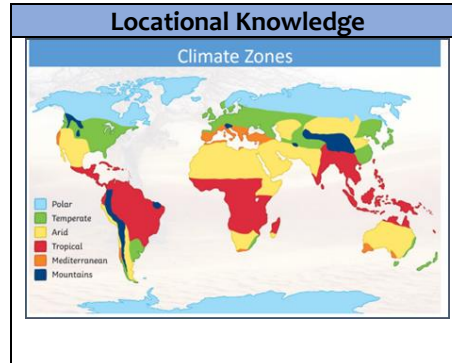 Locational Knowledge
Climate Zones
Polar
Temperate
Arid
Tropical
Mediterranean
Mountains